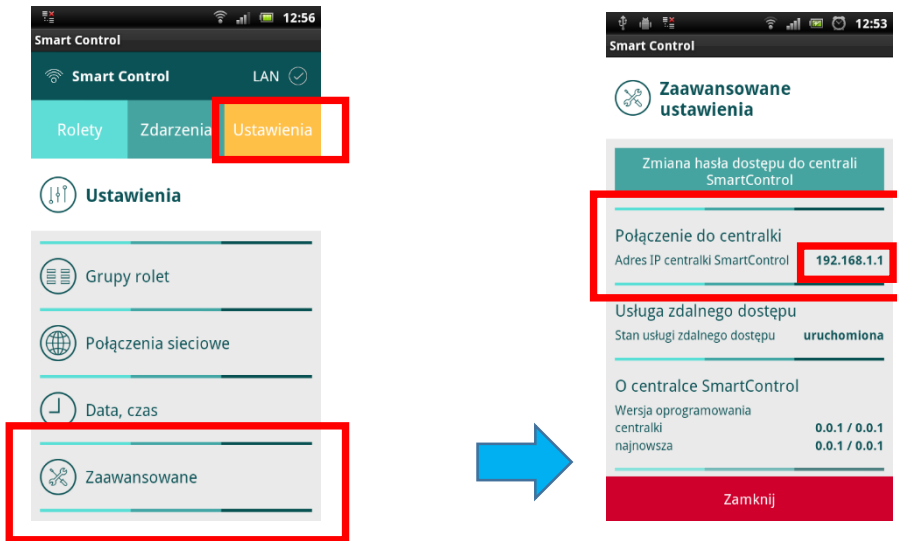 12:56
Smart Control
Smart Control LAN
Rolety Zdarzenia Ustawienia
Ustawienia
Grupy rolet
Połączenia sieciowe
Data, czas
Zaawansowane
12:53
Smart Control
Zaawansowane
ustawienia
Zmiana hasła dostępu do centrali
SmartControl
Połączenie do centralki
Adres IP centralki SmartControl 192.168.1.1
Usługa zdalnego dostępu
Stan usługi zdalnego dostępu uruchomiona
O centralce SmartControl
Wersja oprogramowania
centralki 0.0.1 / 0.0.1
najnowsza 0.0.1 / 0.0.1
Zamknij